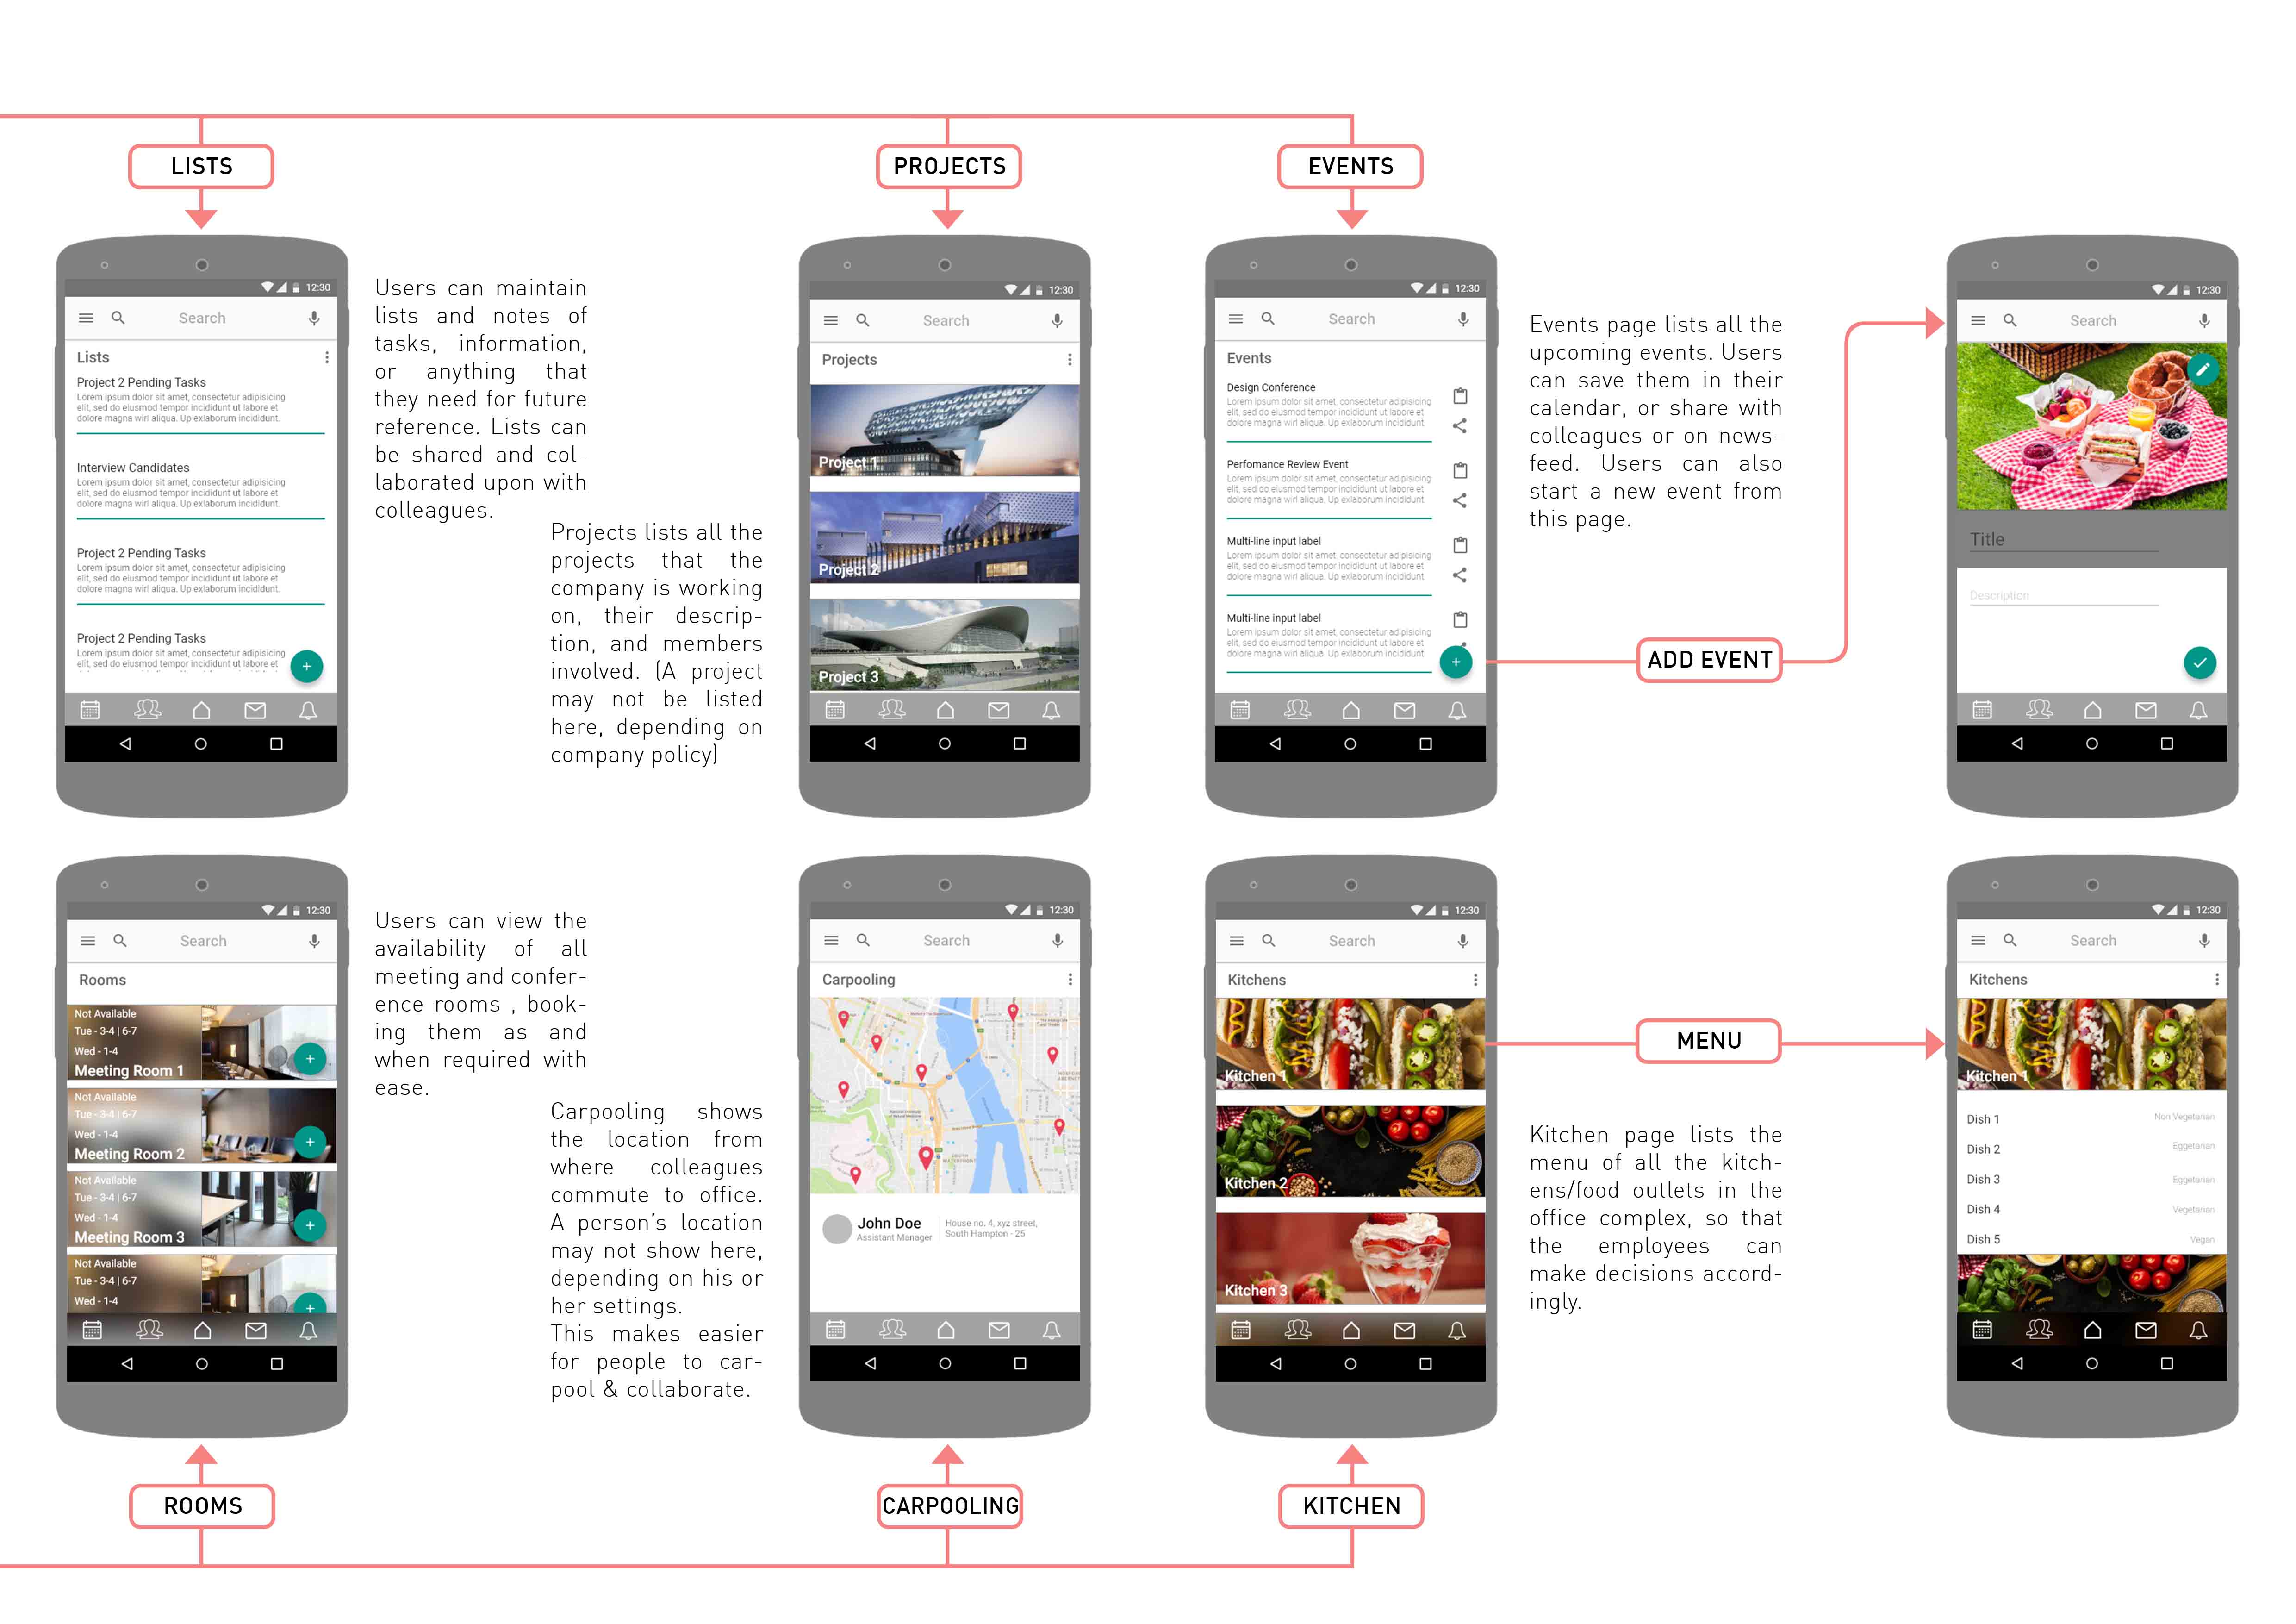 LISTS
PROJECTS
EVENTS
12:30
Search
Lists
Project 2 Pending Tasks
Lorem ipsum dolor sit amet, consectetur adipisicing
elit, sed do eiusmod tempor incididunt ut labore et
dolore magna wirl aliqua. Up exlaborum incididunt.
Interview Candidates
Lorem ipsum dolor sit amet, consectetur adipisicing
elit, sed do eiusmod tempor incididunt ut labore et
dolore magna wirl aliqua. Up exlaborum incididunt.
Project 2 Pending Tasks
Lorem ipsum dolor sit amet, consectetur adipisicing
elit, sed do eiusmod tempor incididunt ut labore et
dolore magna wirl aliqua. Up exlaborum incididunt.
Project 2 Pending Tasks
Lorem ipsum dolor sit amet, consectetur adipisicing
elit, sed do eiusmod tempor incididunt ut labore et
Users can maintain
lists and notes of
tasks, information,
or anything that
they need for future
reference. Lists can
be shared and col-
laborated upon with
colleagues.
Projects lists all the
projects that the
company is working
on, their descrip-
tion, and members
involved. (A project
may not be listed
here, depending on
company policy)
12:30
Search
Projects
Project 1
Project 2
Project 3
12:30
Search
Events
Design Conference
Lorem ipsum dolor sit amet, consectetur adipisicing
elit, sed do eiusmod tempor incididunt ut labore et
dolore magna wirl aliqua. Up exlaborum incididunt.
Perfomance Review Event
Lorem ipsum dolor sit amet, consectetur adipisicing
elit, sed do eiusmod tempor incididunt ut labore et
dolore magna wirl aliqua. Up exlaborum incididunt.
Multi-line input label
Lorem ipsum dolor sit amet, consectetur adipisicing
elit, sed do eiusmod tempor incididunt ut labore et
dolore magna wirl aliqua. Up exlaborum incididunt.
Multi-line input label
Lorem ipsum dolor sit amet, consectetur adipisicing
elit, sed do eiusmod tempor incididunt ut labore et
dolore magna wirl aliqua. Up exlaborum incididunt.
Events page lists all the
upcoming events. Users
can save them in their
calendar, or share with
colleagues or on news-
feed. Users can also
start a new event from
this page.
ADD EVENT
12:30
Search
Title
Description
12:30
Search
Rooms
Not Available
Tue - 3-4 | 6-7
Wed - 1-4
Meeting Room 1
Not Available
Tue - 3-4 | 6-7
Wed - 1-4
Meeting Room 2
Not Available
Tue - 3-4 | 6-7
Wed - 1-4
Meeting Room 3
Not Available
Tue - 3-4 | 6-7
Wed - 1-4
Users can view the
availability of all
meeting and confer-
ence rooms , book-
ing them as and
when required with
ease.
Carpooling shows
the location from
where colleagues
commute to office.
A person's location
may not show here,
depending on his or
her settings.
This makes easier
for people to car-
pool & collaborate.
12:30
Search
Carpooling
John Doe
Assistant Manager
House no. 4, xyz street,
South Hampton - 25
12:30
Search
Kitchens
Kitchen 1
Kitchen 2
Kitchen 3
MENU
Kitchen page lists the
menu of all the kitch-
ens/food outlets in the
office complex, so that
the employees can
make decisions accord-
ingly.
12:30
Search
Kitchens
Kitchen 1
Dish 1 Non Vegetarian
Dish 2 Eggetarian
Dish 3 Eggetarian
Dish 4 Vegetarian
Dish 5 Vegan
ROOMS
CARPOOLING
KITCHEN